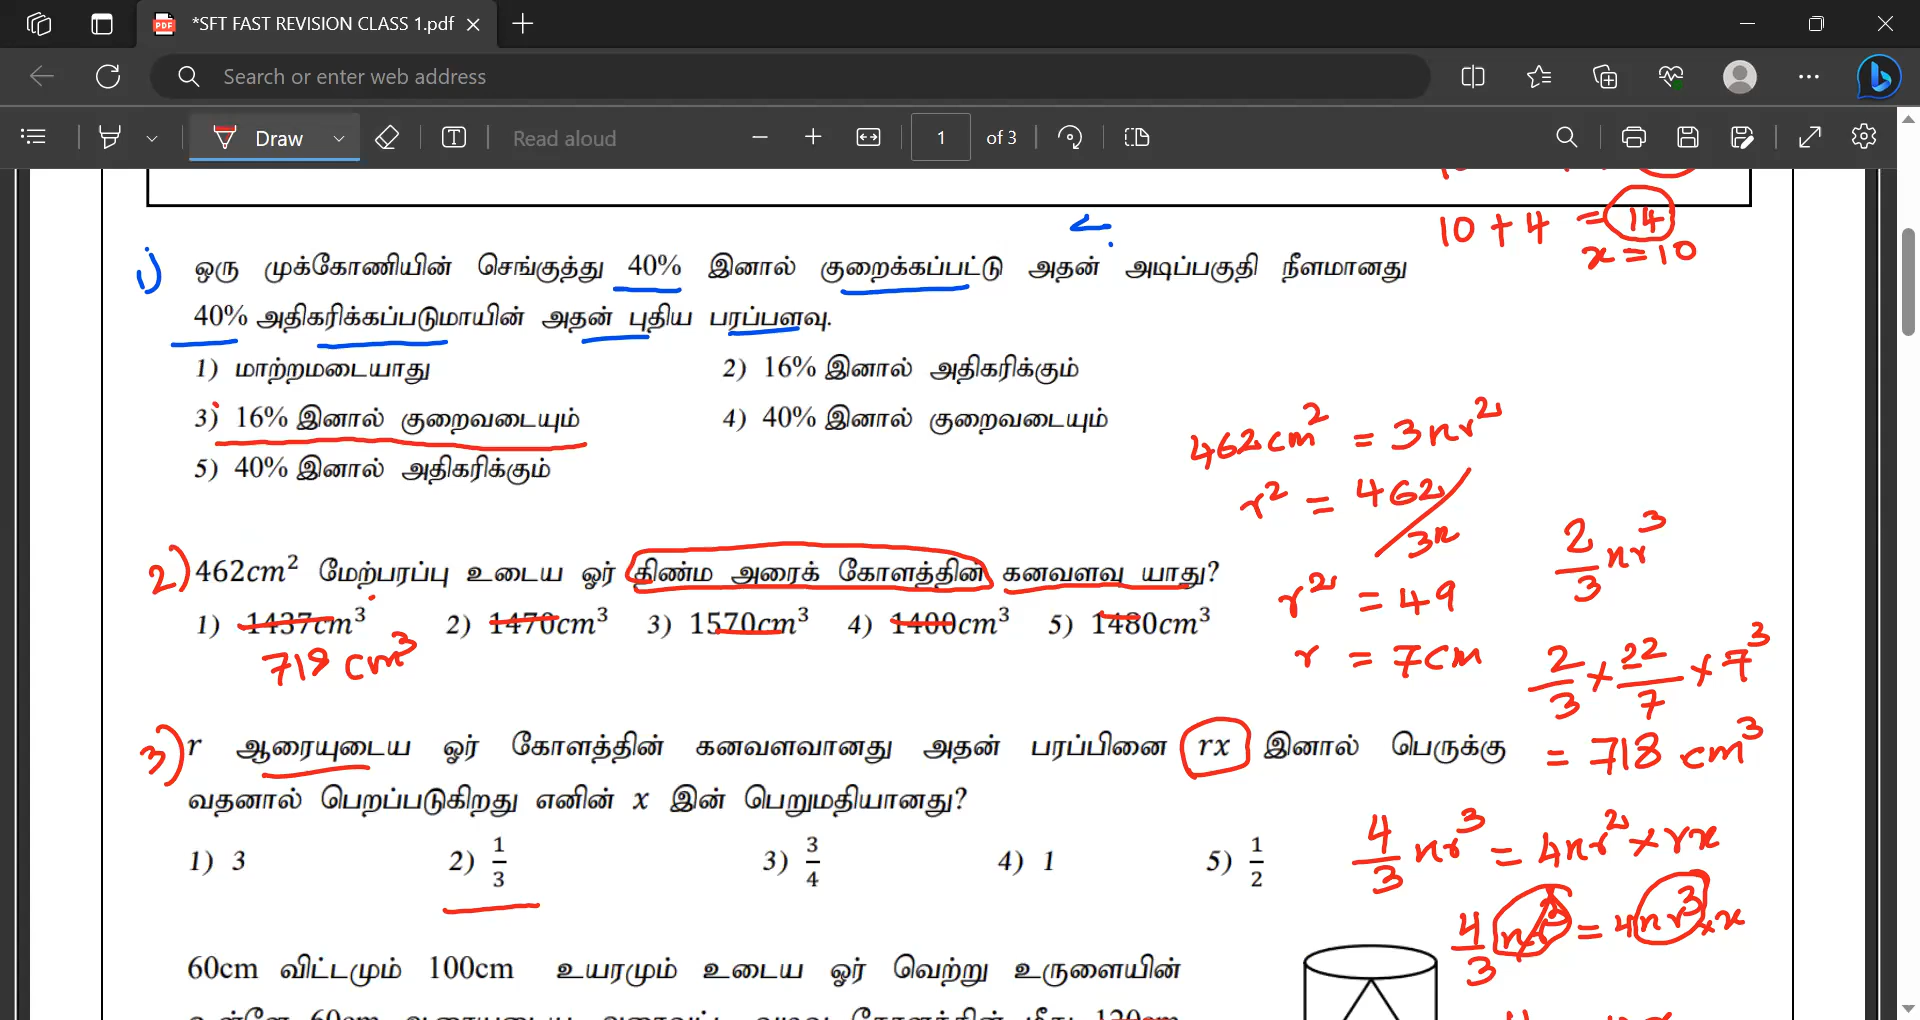 *SFT FAST REVISION CLASS 1.pdf
Search or enter web address
Draw
Read aloud
1 of 3
10 + 4 = 14
x = 10
1) ஒரு முக்கோணியின் செங்குத்து 40% இனால் குறைக்கப்பட்டு அதன் அடிப்பகுதி நீளமானது
40% அதிகரிக்கப்படுமாயின் அதன் புதிய பரப்பளவு.
1) மாற்றமடையாது 2) 16% இனால் அதிகரிக்கும்
3) 16% இனால் குறைவடையும் 4) 40% இனால் குறைவடையும்
5) 40% இனால் அதிகரிக்கும்
462cm² = 3πr²
r² = 462/3π
r² = 49
r = 7cm
2/3 πr³
2/3 × 22/7 × 7³
= 718 cm³
2) 462cm² மேற்பரப்பு உடைய ஓர் திண்ம அரைக் கோளத்தின் கனவளவு யாது?
1) 1437cm³ 2) 1470cm³ 3) 1570cm³ 4) 1400cm³ 5) 1480cm³
718 cm³
3) r ஆரையுடைய ஓர் கோளத்தின் கனவளவானது அதன் பரப்பினை rx இனால் பெருக்கு
வதனால் பெறப்படுகிறது எனின் x இன் பெறுமதியானது?
1) 3 2) 1/3 3) 3/4 4) 1 5) 1/2
4/3 πr³ = 4πr² × rx
4/3 πr³ = 4πr³ × x
60cm விட்டமும் 100cm உயரமும் உடைய ஓர் வெற்று உருளையின்